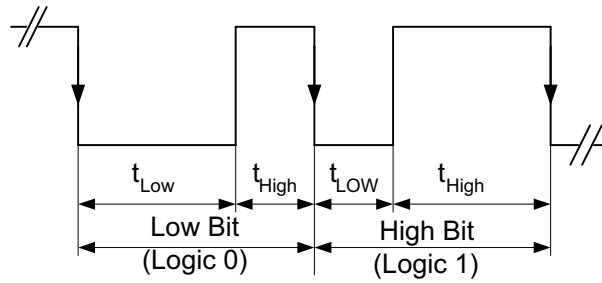 tLow tHigh tLOW tHigh
Low Bit High Bit
(Logic 0) (Logic 1)